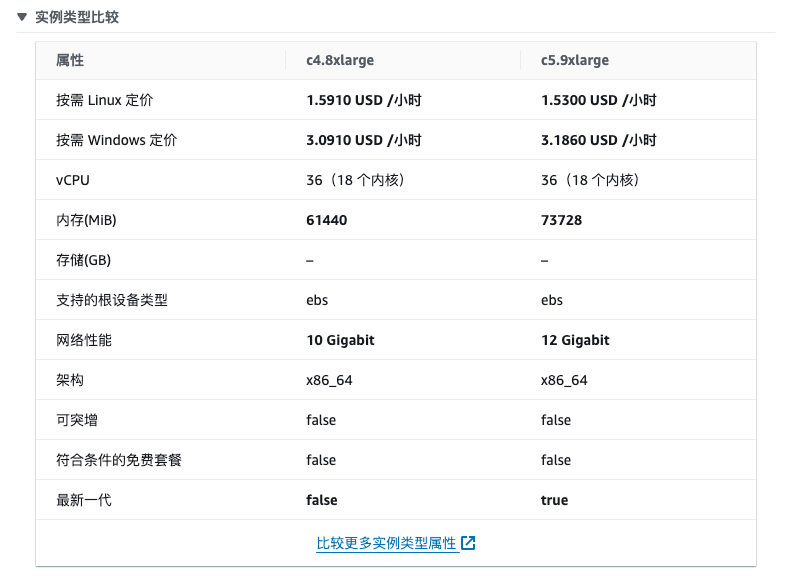 ▼ 实例类型比较
属性 c4.8xlarge c5.9xlarge
按需 Linux 定价 1.5910 USD /小时 1.5300 USD /小时
按需 Windows 定价 3.0910 USD /小时 3.1860 USD /小时
vCPU 36（18 个内核） 36（18 个内核）
内存(MiB) 61440 73728
存储(GB) – –
支持的根设备类型 ebs ebs
网络性能 10 Gigabit 12 Gigabit
架构 x86_64 x86_64
可突增 false false
符合条件的免费套餐 false false
最新一代 false true
比较更多实例类型属性